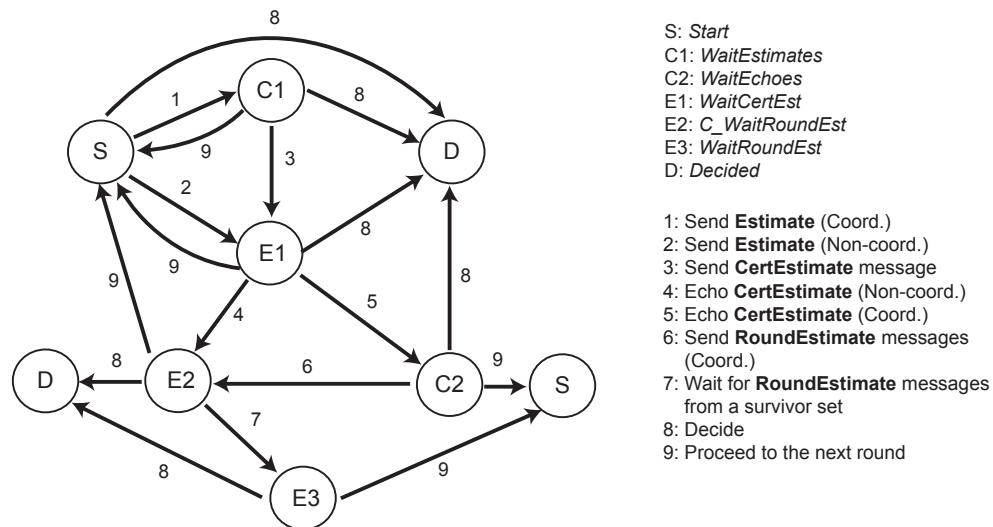 8
C1
1
8
9
S
D
3
2
E1
8
9
9
4
5
8
D
8
E2
6
C2
9
S
7
8
9
E3
S: Start
C1: WaitEstimates
C2: WaitEchoes
E1: WaitCertEst
E2: C_WaitRoundEst
E3: WaitRoundEst
D: Decided
1: Send Estimate (Coord.)
2: Send Estimate (Non-coord.)
3: Send CertEstimate message
4: Echo CertEstimate (Non-coord.)
5: Echo CertEstimate (Coord.)
6: Send RoundEstimate messages
(Coord.)
7: Wait for RoundEstimate messages
from a survivor set
8: Decide
9: Proceed to the next round